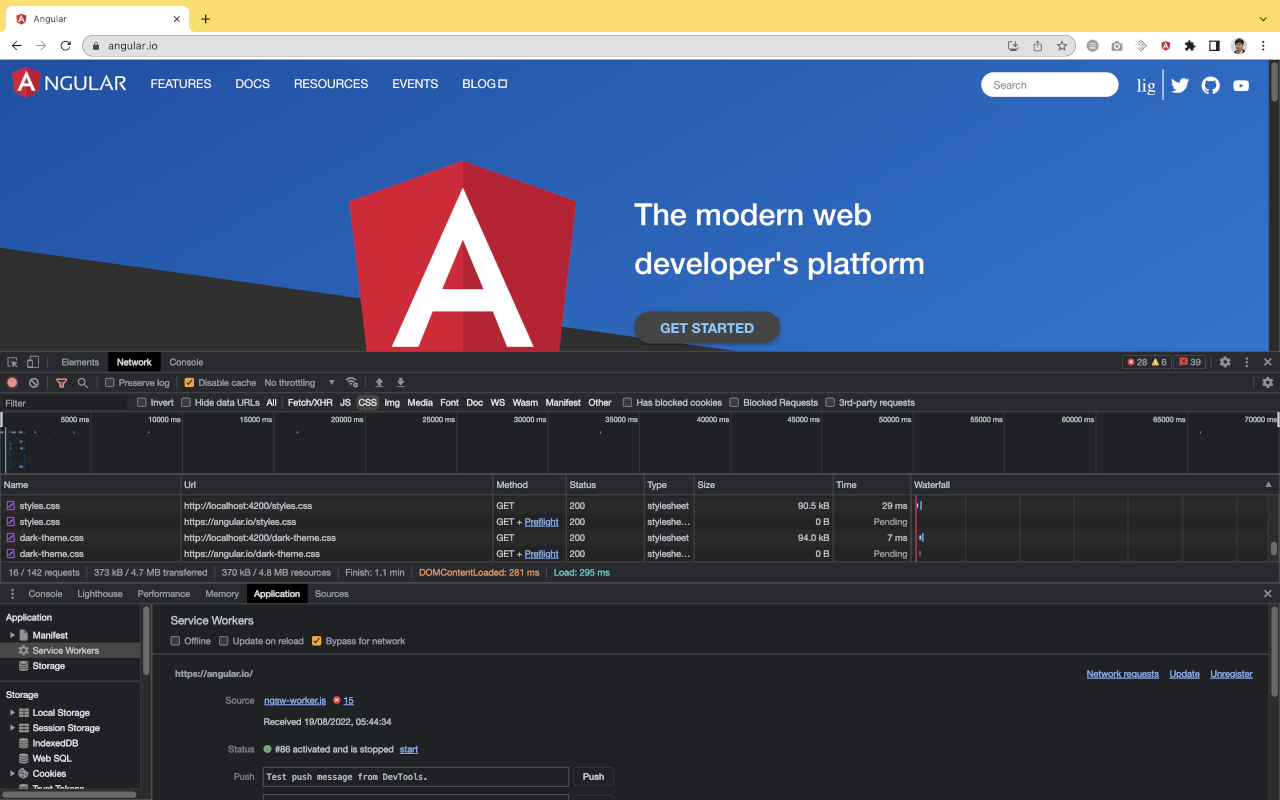 Angular
angular.io
NGULAR FEATURES DOCS RESOURCES EVENTS BLOG Search lig
The modern web
developer's platform
GET STARTED
Elements Network Console 28 6 39
Preserve log Disable cache No throttling
Filter Invert Hide data URLs All Fetch/XHR JS CSS Img Media Font Doc WS Wasm Manifest Other Has blocked cookies Blocked Requests 3rd-party requests
5000 ms 10000 ms 15000 ms 20000 ms 25000 ms 30000 ms 35000 ms 40000 ms 45000 ms 50000 ms 55000 ms 60000 ms 65000 ms 70000 ms
Name Url Method Status Type Size Time Waterfall
styles.css http://localhost:4200/styles.css GET 200 stylesheet 90.5 kB 29 ms
styles.css https://angular.io/styles.css GET + Preflight 200 styleshe… 0 B Pending
dark-theme.css http://localhost:4200/dark-theme.css GET 200 stylesheet 94.0 kB 7 ms
dark-theme.css https://angular.io/dark-theme.css GET + Preflight 200 styleshe… 0 B Pending
16 / 142 requests 373 kB / 4.7 MB transferred 370 kB / 4.8 MB resources Finish: 1.1 min DOMContentLoaded: 281 ms Load: 295 ms
Console Lighthouse Performance Memory Application Sources
Application
Manifest
Service Workers
Storage
Storage
Local Storage
Session Storage
IndexedDB
Web SQL
Cookies
Trust Tokens
Service Workers
Offline Update on reload Bypass for network
https://angular.io/ Network requests Update Unregister
Source ngsw-worker.js 15
Received 19/08/2022, 05:44:34
Status #86 activated and is stopped start
Push Test push message from DevTools. Push